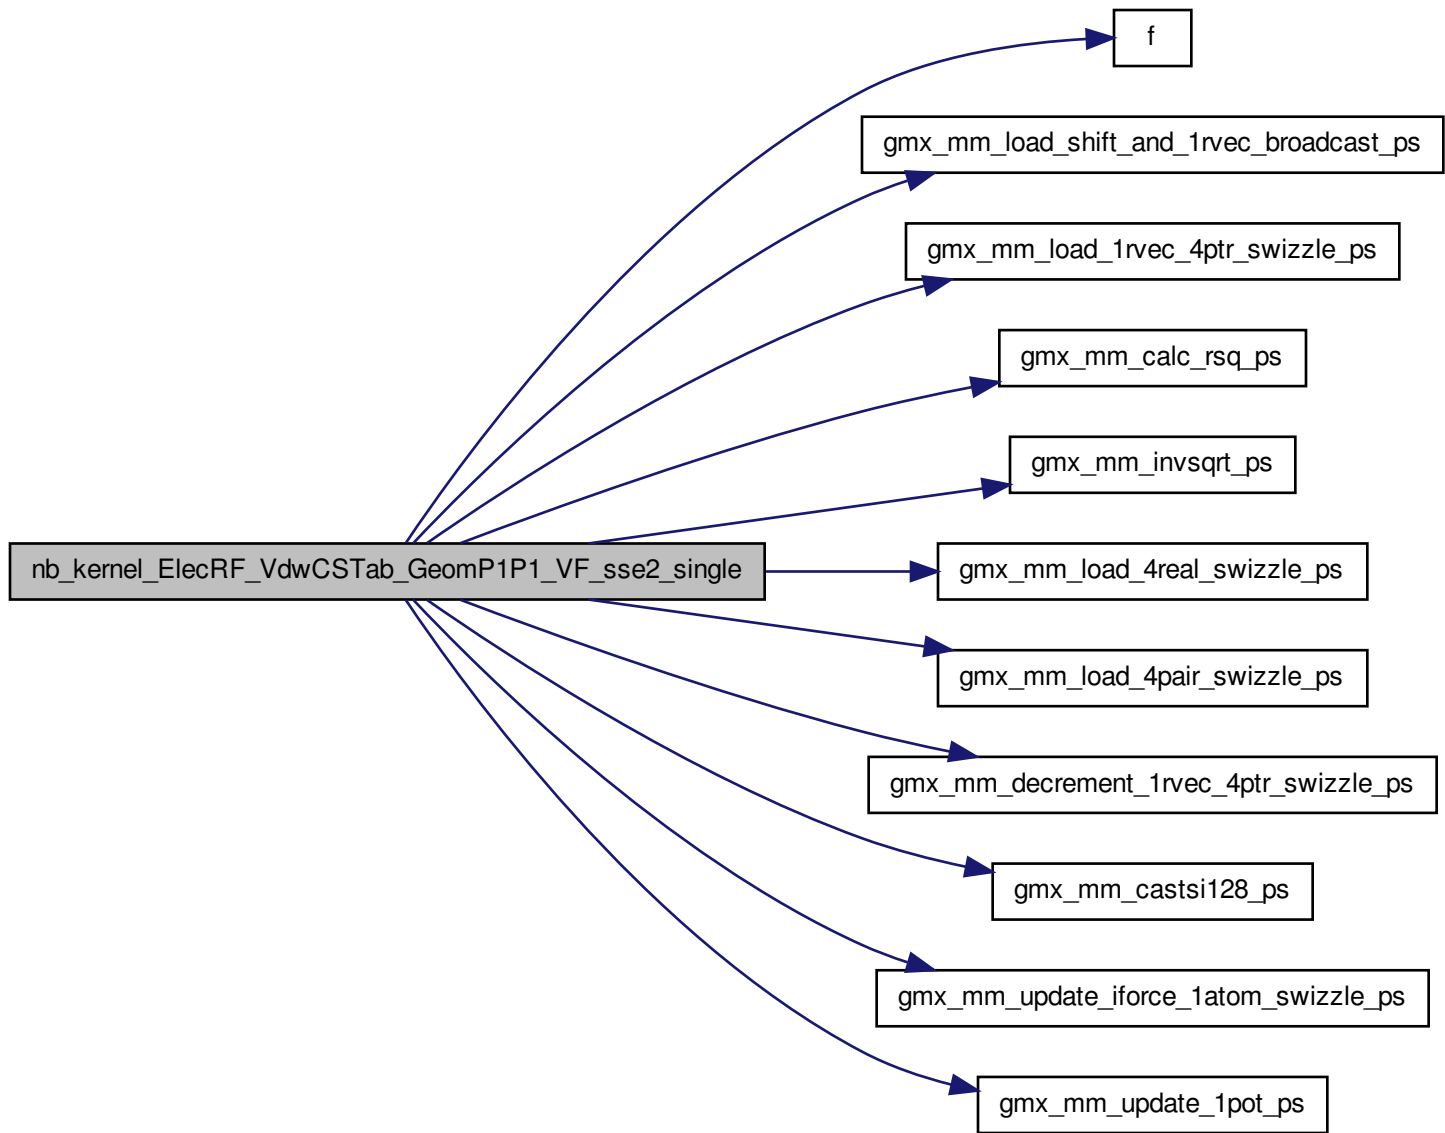 f
gmx_mm_load_shift_and_1rvec_broadcast_ps
gmx_mm_load_1rvec_4ptr_swizzle_ps
gmx_mm_calc_rsq_ps
gmx_mm_invsqrt_ps
nb_kernel_ElecRF_VdwCSTab_GeomP1P1_VF_sse2_single
gmx_mm_load_4real_swizzle_ps
gmx_mm_load_4pair_swizzle_ps
gmx_mm_decrement_1rvec_4ptr_swizzle_ps
gmx_mm_castsi128_ps
gmx_mm_update_iforce_1atom_swizzle_ps
gmx_mm_update_1pot_ps